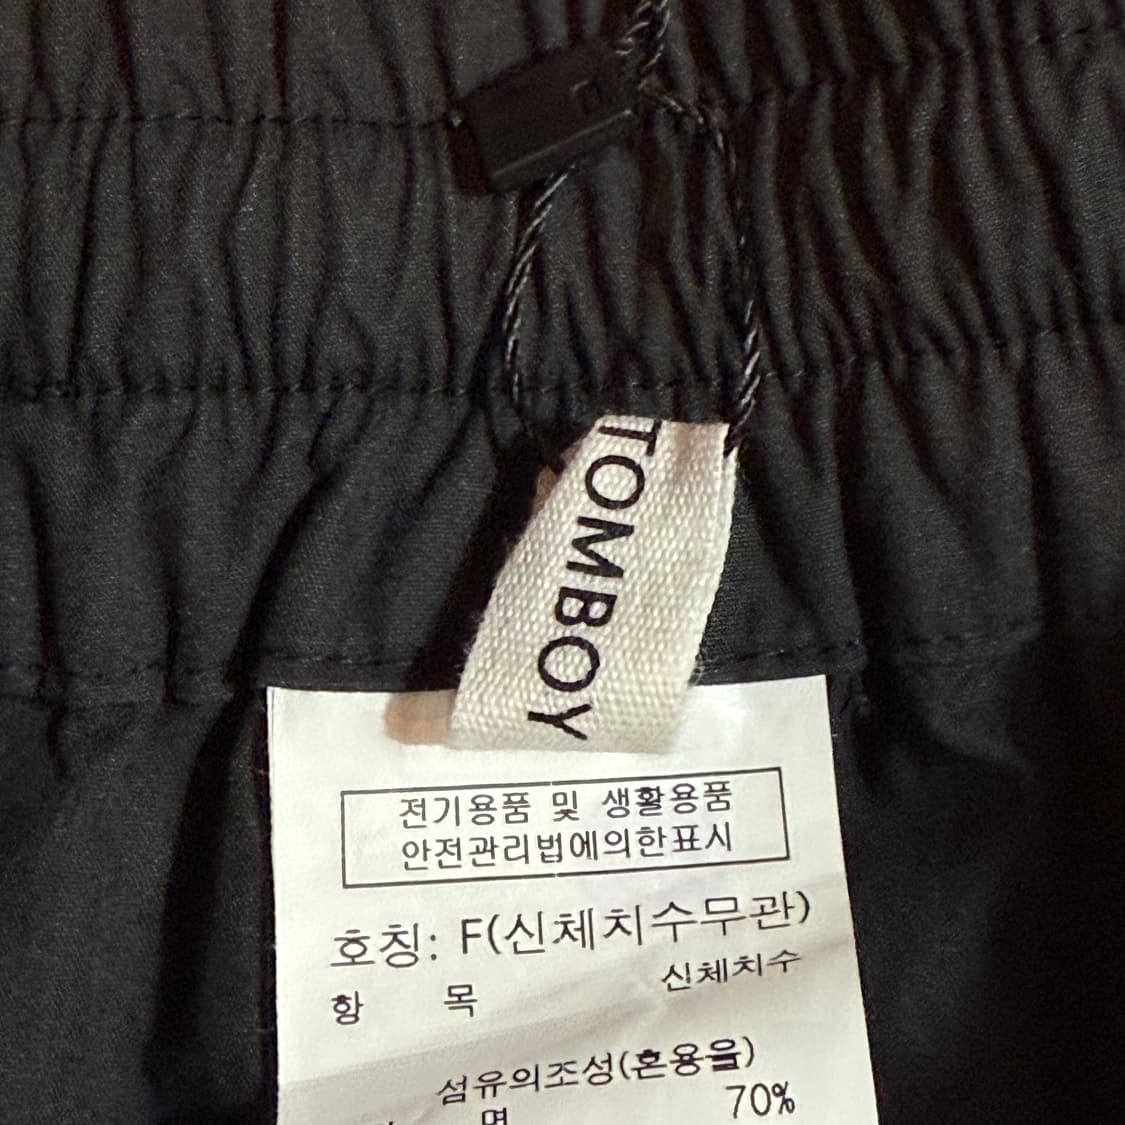 TOMBOY
전기용품 및 생활용품
안전관리법에의한표시
호칭: F(신체치수무관)
항 목 신체치수
섬유의조성(혼용율)
면 70%